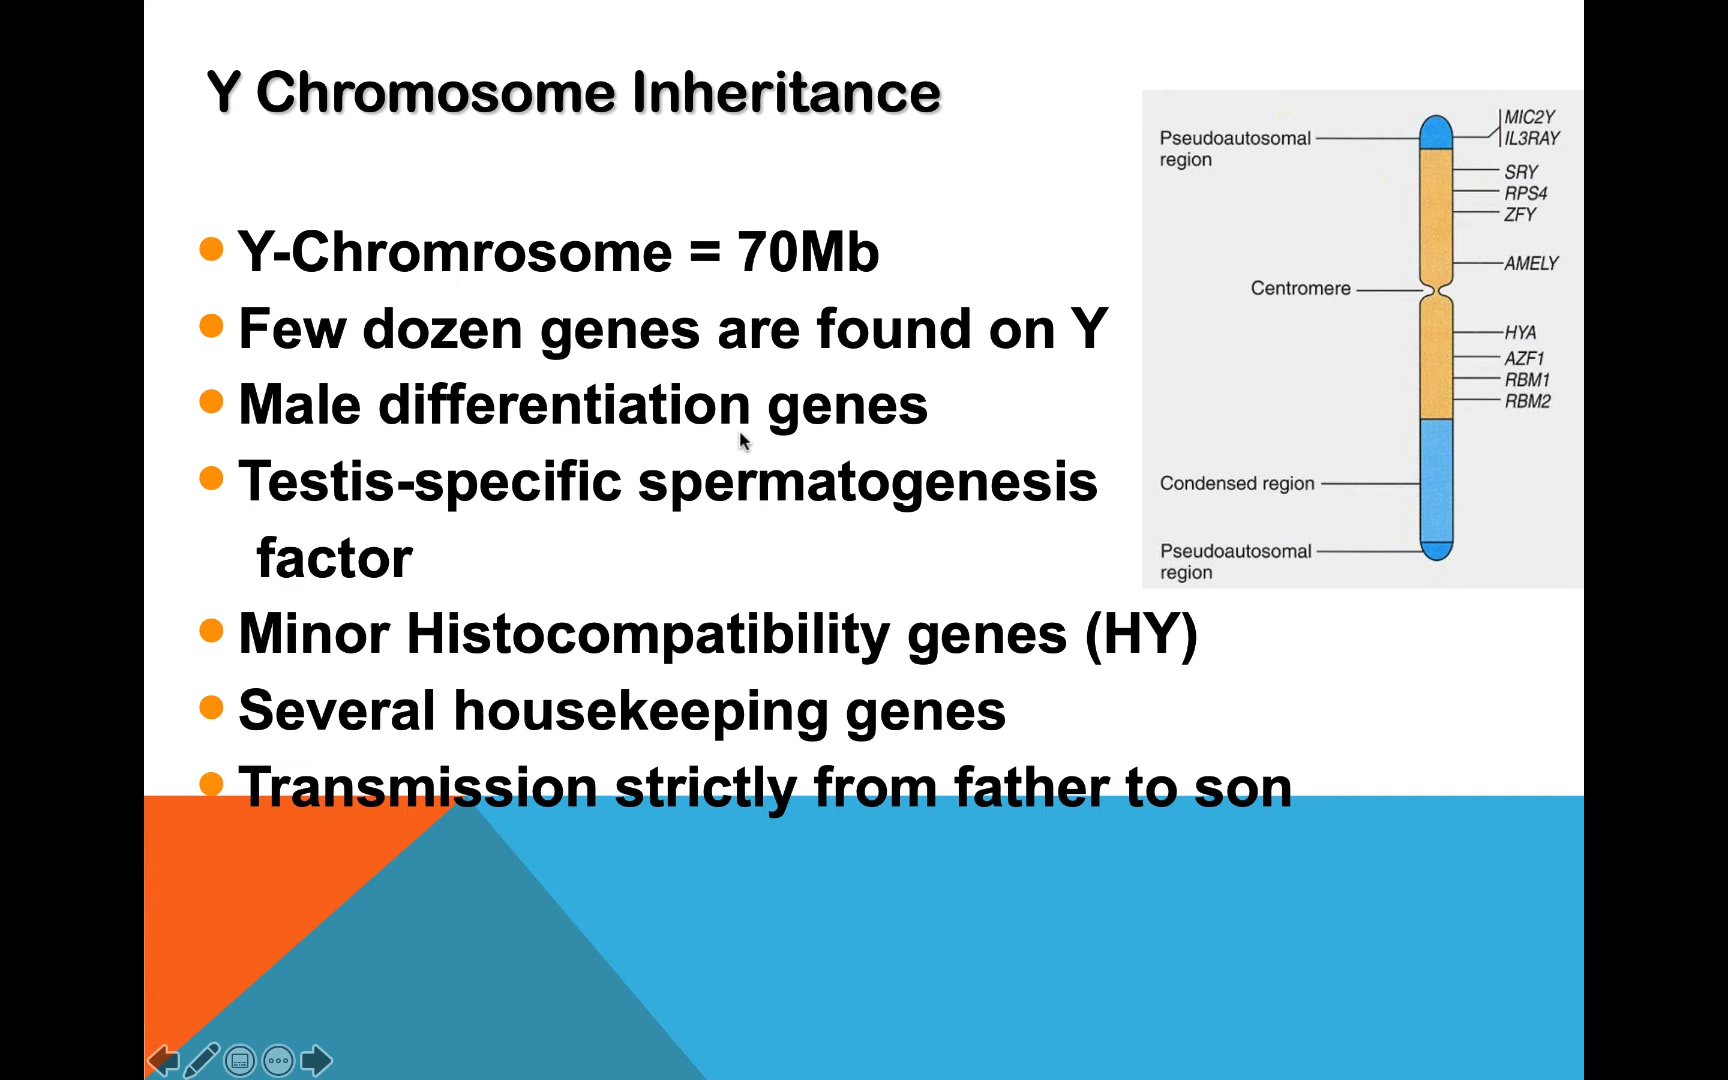 Y Chromosome Inheritance
Y-Chromrosome = 70Mb
Few dozen genes are found on Y
Male differentiation genes
Testis-specific spermatogenesis
factor
Minor Histocompatibility genes (HY)
Several housekeeping genes
Transmission strictly from father to son
Pseudoautosomal
region
Centromere
Condensed region
Pseudoautosomal
region
MIC2Y
IL3RAY
SRY
RPS4
ZFY
AMELY
HYA
AZF1
RBM1
RBM2